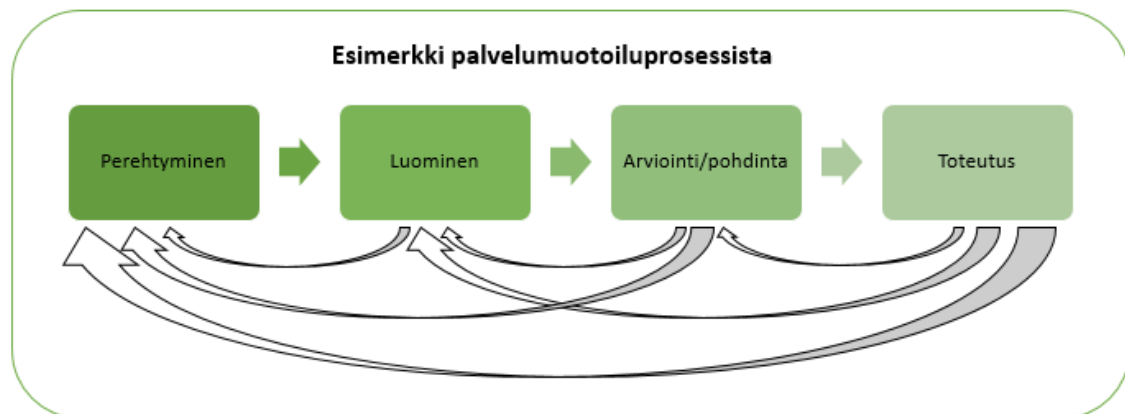 Esimerkki palvelumuotoiluprosessista
Perehtyminen
Luominen
Arviointi/pohdinta
Toteutus